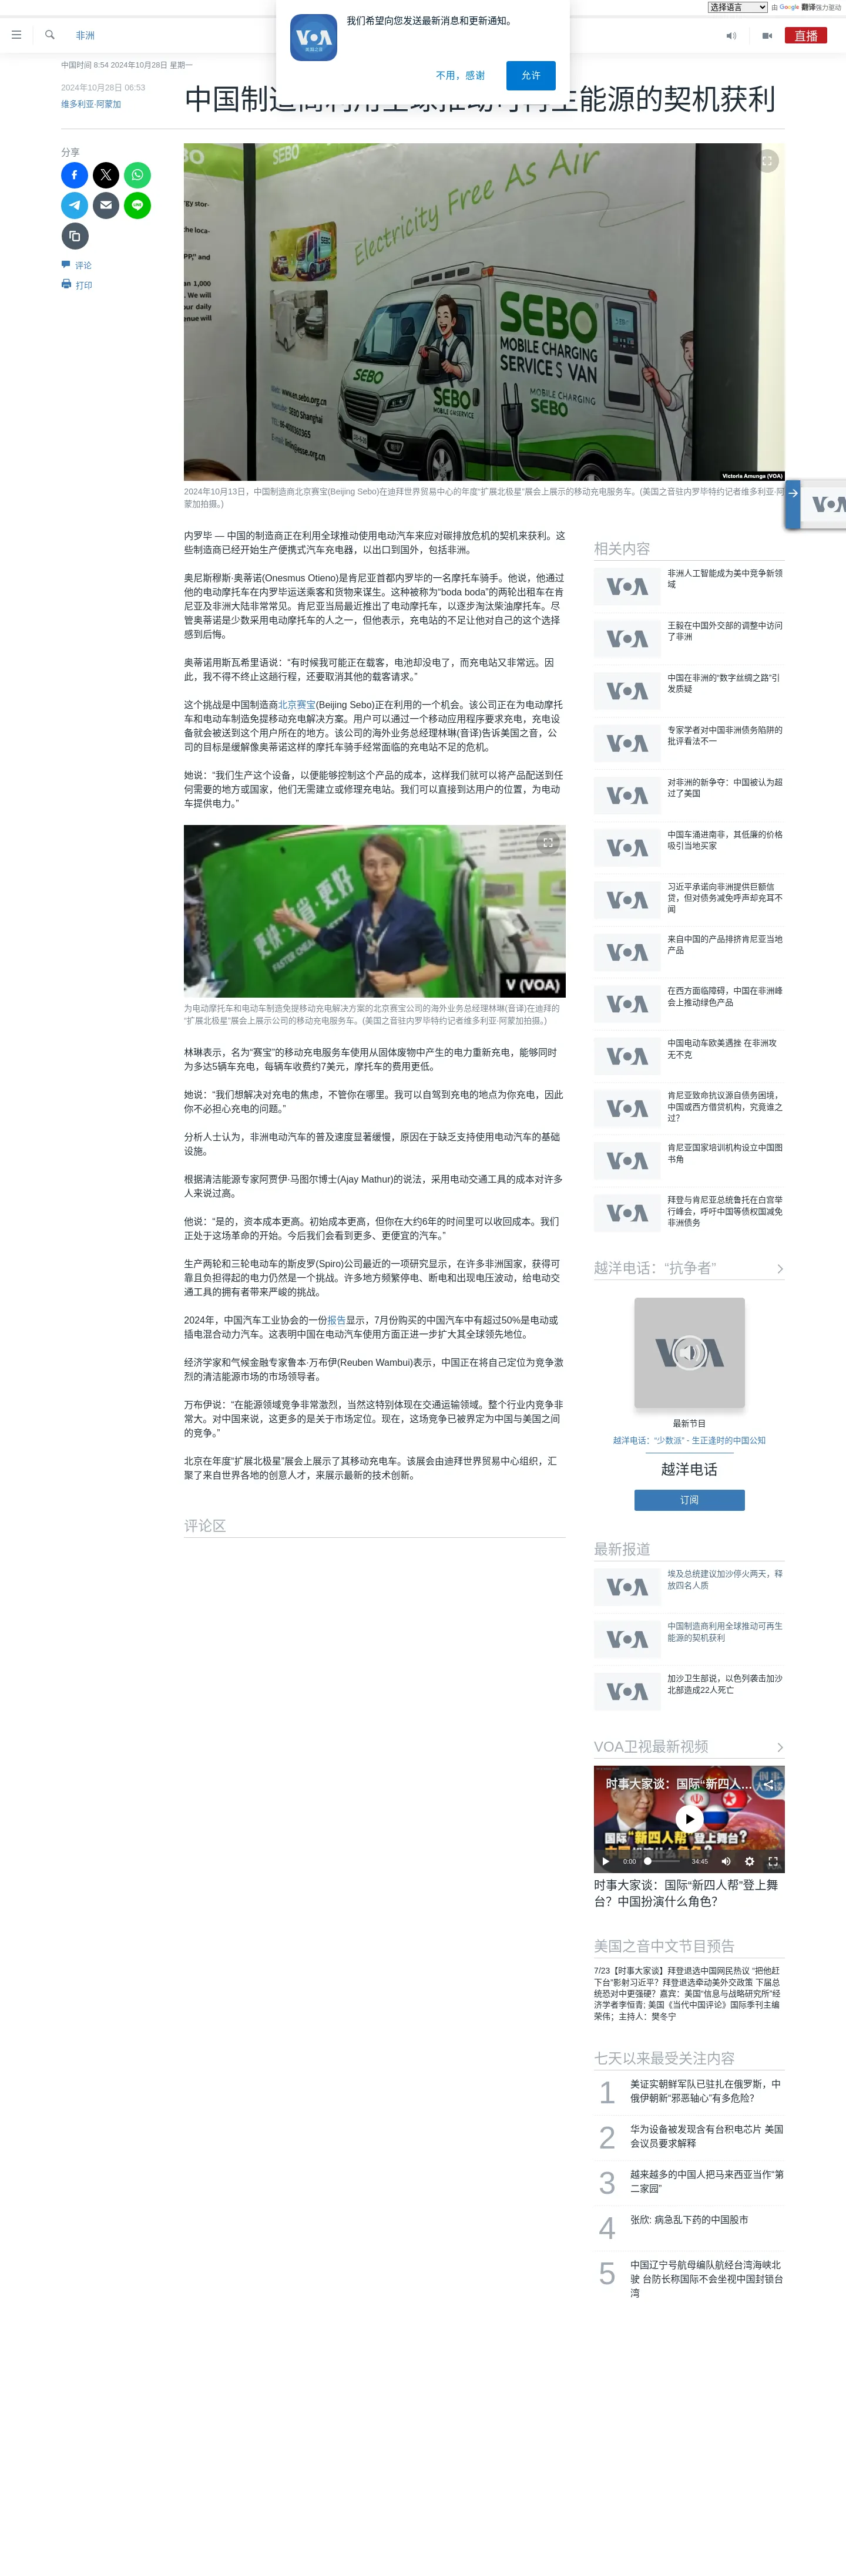 选择语言
由 Google 翻译强力驱动
我们希望向您发送最新消息和更新通知。
不用，感谢
允许
非洲
直播
中国时间 8:54 2024年10月28日 星期一
2024年10月28日 06:53
维多利亚·阿蒙加
中国制造商利用全球推动可再生能源的契机获利
分享
评论
打印
SEBO
SEBO
Electricity Free As Air
SEBO
MOBILE CHARGING
SERVICES VAN
MOBILE CHARGING
Victoria Amunga (VOA)
2024年10月13日，中国制造商北京赛宝(Beijing Sebo)在迪拜世界贸易中心的年度“扩展北极星”展会上展示的移动充电服务车。(美国之音驻内罗毕特约记者维多利亚·阿
蒙加拍摄。)
内罗毕 — 中国的制造商正在利用全球推动使用电动汽车来应对碳排放危机的契机来获利。这
些制造商已经开始生产便携式汽车充电器，以出口到国外，包括非洲。
奥尼斯穆斯·奥蒂诺(Onesmus Otieno)是肯尼亚首都内罗毕的一名摩托车骑手。他说，他通过
他的电动摩托车在内罗毕运送乘客和货物来谋生。这种被称为“boda boda”的两轮出租车在肯
尼亚及非洲大陆非常常见。肯尼亚当局最近推出了电动摩托车，以逐步淘汰柴油摩托车。尽
管奥蒂诺是少数采用电动摩托车的人之一，但他表示，充电站的不足让他对自己的这个选择
感到后悔。
奥蒂诺用斯瓦希里语说：“有时候我可能正在载客，电池却没电了，而充电站又非常远。因
此，我不得不终止这趟行程，还要取消其他的载客请求。”
这个挑战是中国制造商北京赛宝(Beijing Sebo)正在利用的一个机会。该公司正在为电动摩托
车和电动车制造免提移动充电解决方案。用户可以通过一个移动应用程序要求充电，充电设
备就会被送到这个用户所在的地方。该公司的海外业务总经理林琳(音译)告诉美国之音，公
司的目标是缓解像奥蒂诺这样的摩托车骑手经常面临的充电站不足的危机。
她说：“我们生产这个设备，以便能够控制这个产品的成本，这样我们就可以将产品配送到任
何需要的地方或国家，他们无需建立或修理充电站。我们可以直接到达用户的位置，为电动
车提供电力。”
更快·更省·更好
V (VOA)
为电动摩托车和电动车制造免提移动充电解决方案的北京赛宝公司的海外业务总经理林琳(音译)在迪拜的
“扩展北极星”展会上展示公司的移动充电服务车。(美国之音驻内罗毕特约记者维多利亚·阿蒙加拍摄。)
林琳表示，名为“赛宝”的移动充电服务车使用从固体废物中产生的电力重新充电，能够同时
为多达5辆车充电，每辆车收费约7美元，摩托车的费用更低。
她说：“我们想解决对充电的焦虑，不管你在哪里。我可以自驾到充电的地点为你充电，因此
你不必担心充电的问题。”
分析人士认为，非洲电动汽车的普及速度显著缓慢，原因在于缺乏支持使用电动汽车的基础
设施。
根据清洁能源专家阿贾伊·马图尔博士(Ajay Mathur)的说法，采用电动交通工具的成本对许多
人来说过高。
他说：“是的，资本成本更高。初始成本更高，但你在大约6年的时间里可以收回成本。我们
正处于这场革命的开始。今后我们会看到更多、更便宜的汽车。”
生产两轮和三轮电动车的斯皮罗(Spiro)公司最近的一项研究显示，在许多非洲国家，获得可
靠且负担得起的电力仍然是一个挑战。许多地方频繁停电、断电和出现电压波动，给电动交
通工具的拥有者带来严峻的挑战。
2024年，中国汽车工业协会的一份报告显示，7月份购买的中国汽车中有超过50%是电动或
插电混合动力汽车。这表明中国在电动汽车使用方面正进一步扩大其全球领先地位。
经济学家和气候金融专家鲁本·万布伊(Reuben Wambui)表示，中国正在将自己定位为竞争激
烈的清洁能源市场的市场领导者。
万布伊说：“在能源领域竞争非常激烈，当然这特别体现在交通运输领域。整个行业内竞争非
常大。对中国来说，这更多的是关于市场定位。现在，这场竞争已被界定为中国与美国之间
的竞争。”
北京在年度“扩展北极星”展会上展示了其移动充电车。该展会由迪拜世界贸易中心组织，汇
聚了来自世界各地的创意人才，来展示最新的技术创新。
评论区
相关内容
非洲人工智能成为美中竞争新领
域
王毅在中国外交部的调整中访问
了非洲
中国在非洲的“数字丝绸之路”引
发质疑
专家学者对中国非洲债务陷阱的
批评看法不一
对非洲的新争夺：中国被认为超
过了美国
中国车涌进南非，其低廉的价格
吸引当地买家
习近平承诺向非洲提供巨额信
贷，但对债务减免呼声却充耳不
闻
来自中国的产品排挤肯尼亚当地
产品
在西方面临障碍，中国在非洲峰
会上推动绿色产品
中国电动车欧美遇挫 在非洲攻
无不克
肯尼亚致命抗议源自债务困境，
中国或西方借贷机构，究竟谁之
过？
肯尼亚国家培训机构设立中国图
书角
拜登与肯尼亚总统鲁托在白宫举
行峰会，呼吁中国等债权国减免
非洲债务
越洋电话：“抗争者”
最新节目
越洋电话：“少数派” - 生正逢时的中国公知
越洋电话
订阅
最新报道
埃及总统建议加沙停火两天，释
放四名人质
中国制造商利用全球推动可再生
能源的契机获利
加沙卫生部说，以色列袭击加沙
北部造成22人死亡
VOA卫视最新视频
时事大家谈：国际“新四人...
国际“新四人帮”登上舞台？
中国扮演什么角色？
0:00
34:45
时事大家谈：国际“新四人帮”登上舞
台？中国扮演什么角色？
美国之音中文节目预告
7/23【时事大家谈】拜登退选中国网民热议 “把他赶
下台”影射习近平？拜登退选牵动美外交政策 下届总
统恐对中更强硬？嘉宾：美国“信息与战略研究所”经
济学者李恒青; 美国《当代中国评论》国际季刊主编
荣伟；主持人：樊冬宁
七天以来最受关注内容
1
美证实朝鲜军队已驻扎在俄罗斯，中
俄伊朝新“邪恶轴心”有多危险？
2
华为设备被发现含有台积电芯片 美国
会议员要求解释
3
越来越多的中国人把马来西亚当作“第
二家园”
4
张欣: 病急乱下药的中国股市
5
中国辽宁号航母编队航经台湾海峡北
驶 台防长称国际不会坐视中国封锁台
湾